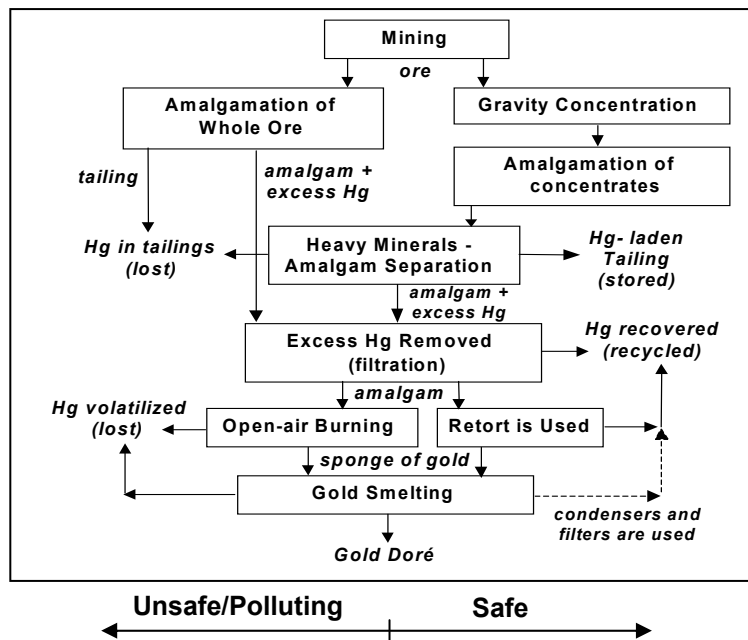 Mining
ore
Amalgamation of
Whole Ore
Gravity Concentration
tailing
amalgam +
excess Hg
Amalgamation of
concentrates
Hg in tailings
(lost)
Heavy Minerals -
Amalgam Separation
Hg- laden
Tailing
(stored)
amalgam +
excess Hg
Excess Hg Removed
(filtration)
Hg recovered
(recycled)
amalgam
Hg volatilized
(lost)
Open-air Burning
Retort is Used
sponge of gold
Gold Smelting
condensers and
filters are used
Gold Doré
Unsafe/Polluting
Safe